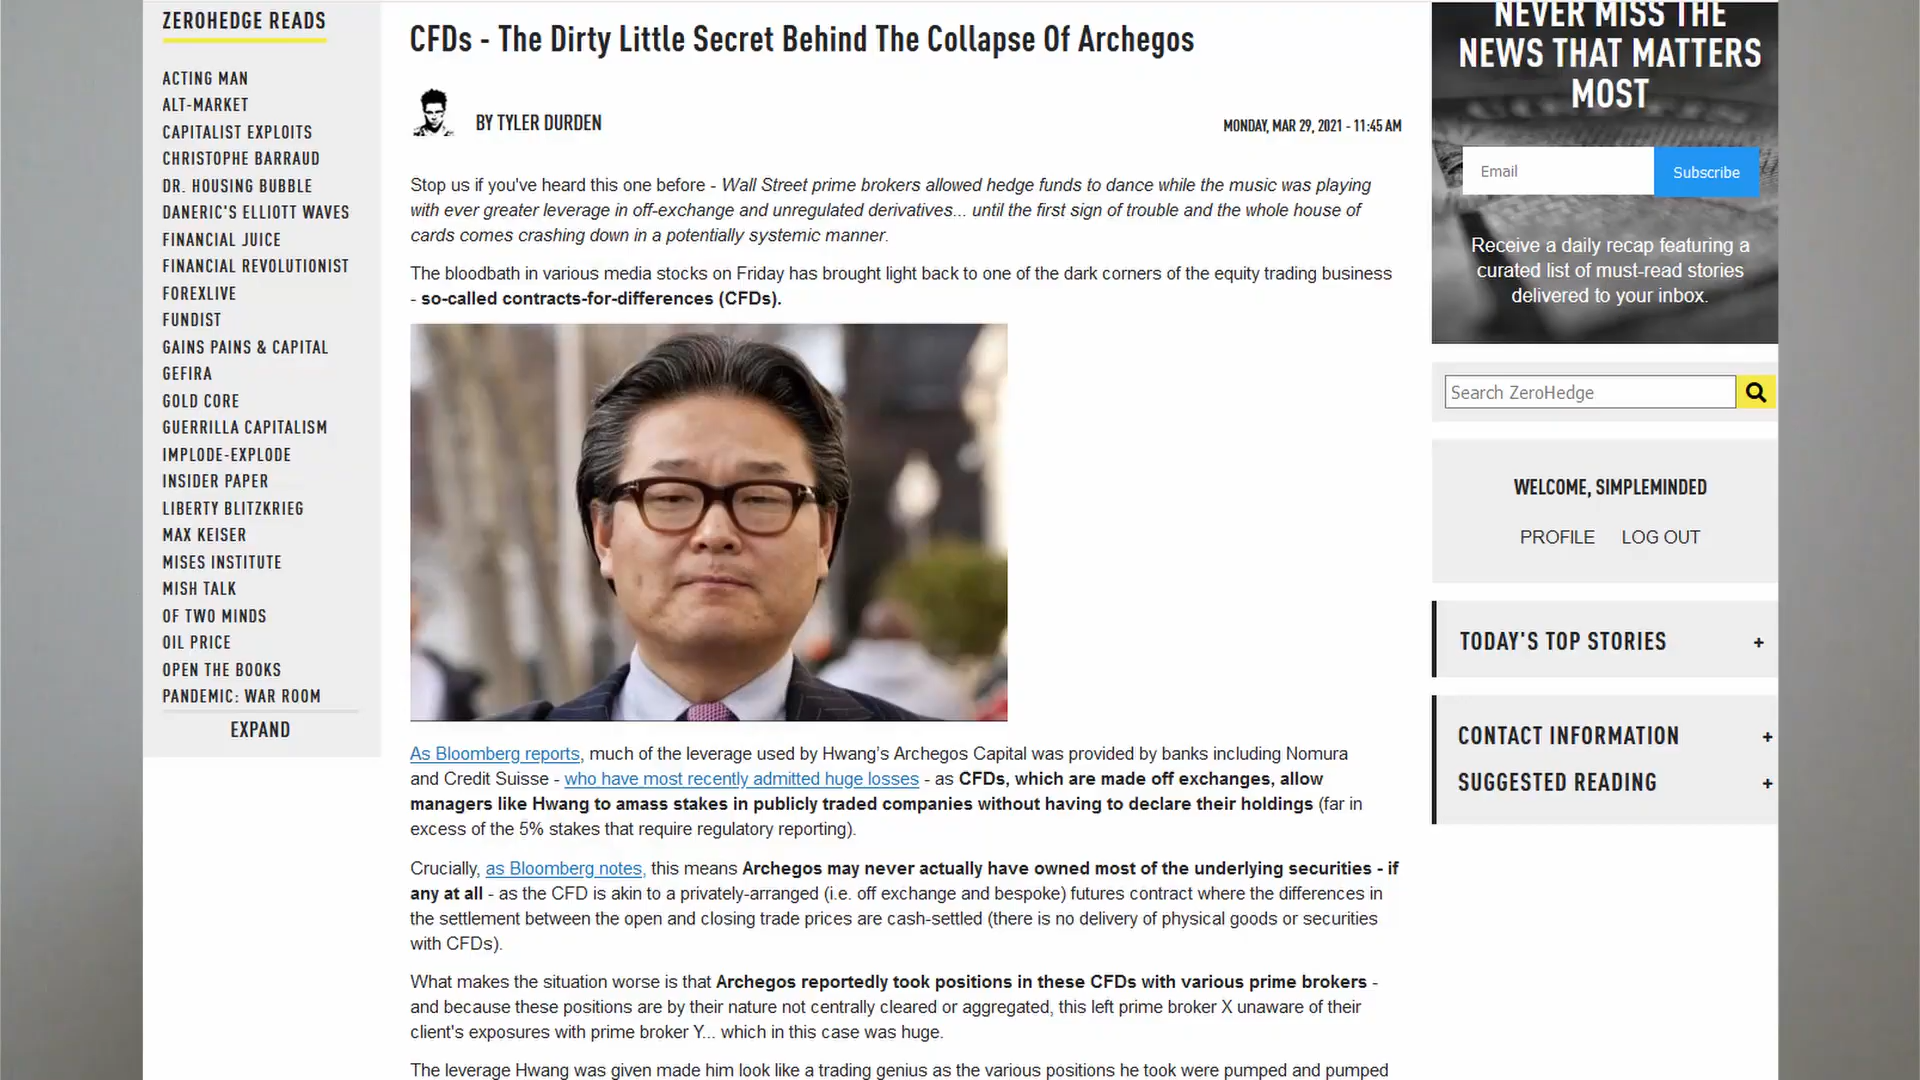 ZEROHEDGE READS
ACTING MAN
ALT-MARKET
CAPITALIST EXPLOITS
CHRISTOPHE BARRAUD
DR. HOUSING BUBBLE
DANERIC'S ELLIOTT WAVES
FINANCIAL JUICE
FINANCIAL REVOLUTIONIST
FOREXLIVE
FUNDIST
GAINS PAINS & CAPITAL
GEFIRA
GOLD CORE
GUERRILLA CAPITALISM
IMPLODE-EXPLODE
INSIDER PAPER
LIBERTY BLITZKRIEG
MAX KEISER
MISES INSTITUTE
MISH TALK
OF TWO MINDS
OIL PRICE
OPEN THE BOOKS
PANDEMIC: WAR ROOM
EXPAND
CFDs - The Dirty Little Secret Behind The Collapse Of Archegos
BY TYLER DURDEN
MONDAY, MAR 29, 2021 - 11:45 AM
Stop us if you've heard this one before - Wall Street prime brokers allowed hedge funds to dance while the music was playing
with ever greater leverage in off-exchange and unregulated derivatives... until the first sign of trouble and the whole house of
cards comes crashing down in a potentially systemic manner.
The bloodbath in various media stocks on Friday has brought light back to one of the dark corners of the equity trading business
- so-called contracts-for-differences (CFDs).
As Bloomberg reports, much of the leverage used by Hwang’s Archegos Capital was provided by banks including Nomura
and Credit Suisse - who have most recently admitted huge losses - as CFDs, which are made off exchanges, allow
managers like Hwang to amass stakes in publicly traded companies without having to declare their holdings (far in
excess of the 5% stakes that require regulatory reporting).
Crucially, as Bloomberg notes, this means Archegos may never actually have owned most of the underlying securities - if
any at all - as the CFD is akin to a privately-arranged (i.e. off exchange and bespoke) futures contract where the differences in
the settlement between the open and closing trade prices are cash-settled (there is no delivery of physical goods or securities
with CFDs).
What makes the situation worse is that Archegos reportedly took positions in these CFDs with various prime brokers -
and because these positions are by their nature not centrally cleared or aggregated, this left prime broker X unaware of their
client's exposures with prime broker Y... which in this case was huge.
The leverage Hwang was given made him look like a trading genius as the various positions he took were pumped and pumped
NEVER MISS THE
NEWS THAT MATTERS
MOST
Email
Subscribe
Receive a daily recap featuring a
curated list of must-read stories
delivered to your inbox.
Search ZeroHedge
WELCOME, SIMPLEMINDED
PROFILE LOG OUT
TODAY'S TOP STORIES +
CONTACT INFORMATION +
SUGGESTED READING +